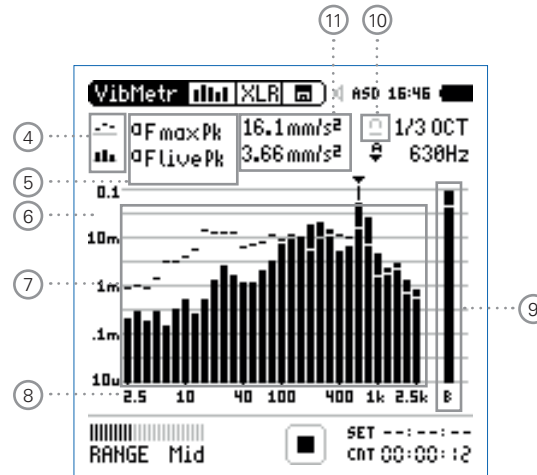 11 10
VibMetr XLR ASD 16:46
4 aFmaxPk 16.1mm/s² 1/3 OCT
aFlivePk 3.66mm/s² 630Hz
5
0.1
6
10m
7 1m
9
.1m
10u
8 2.5 10 40 100 400 1k 2.5k B
SET --:--:--
RANGE Mid CNT 00:00:12